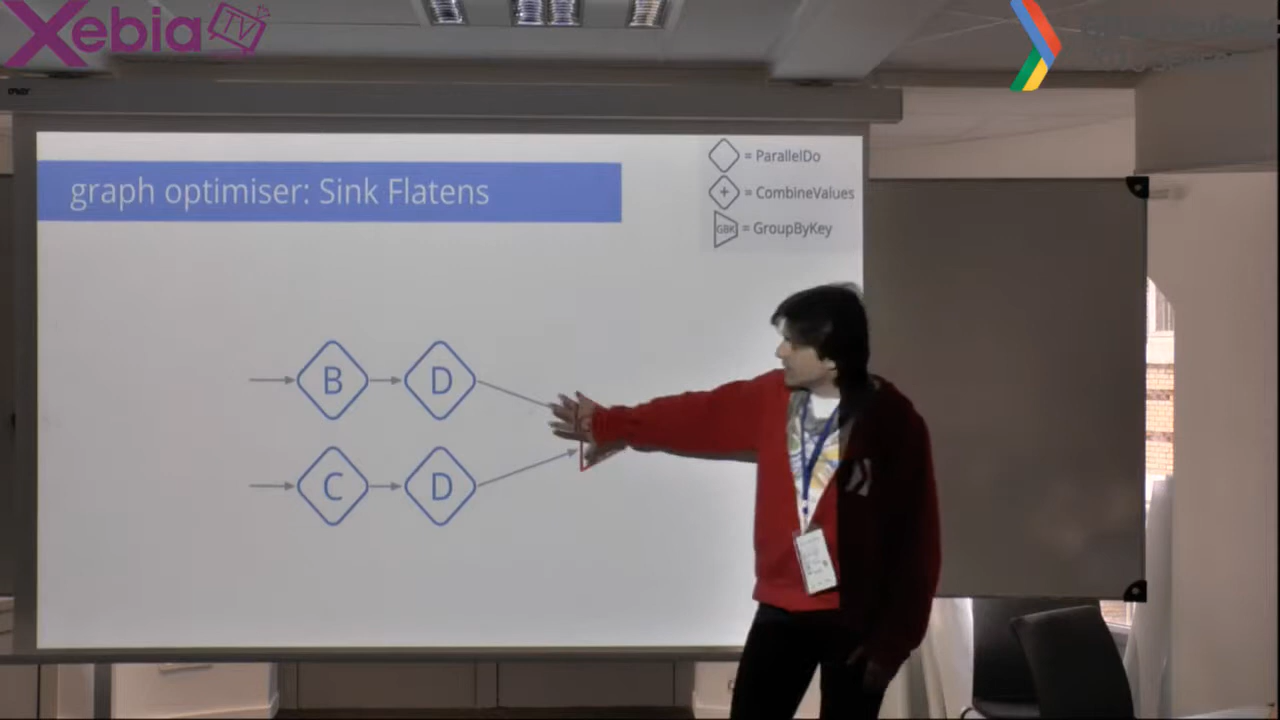 Xebia TV
graph optimiser: Sink Flatens
= ParallelDo
+ = CombineValues
GBK = GroupByKey
B
D
C
D